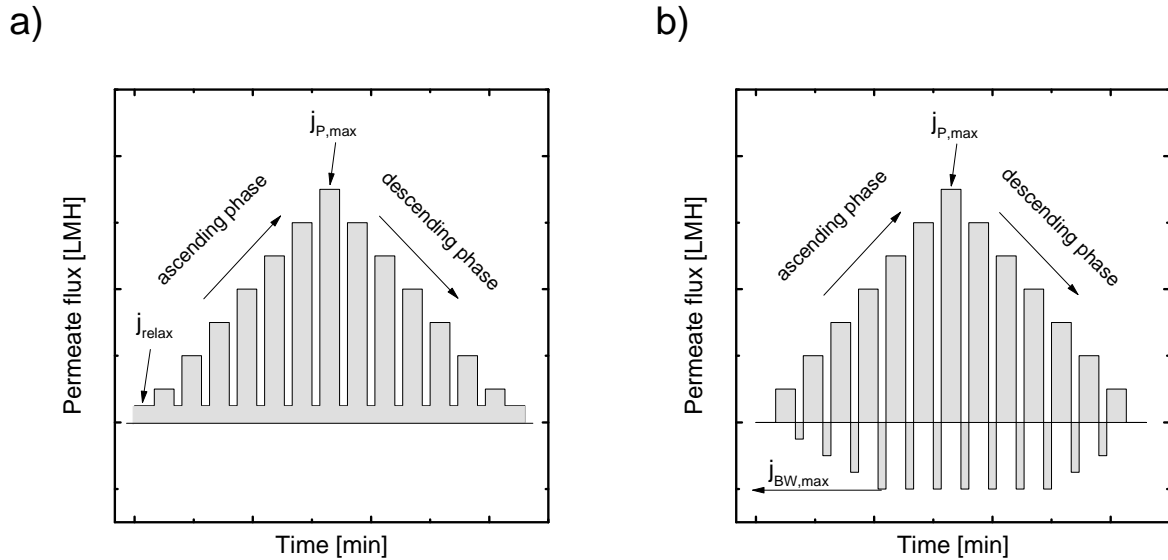 a)
j_P,max
ascending phase
descending phase
j_relax
Permeate flux [LMH]
Time [min]
b)
j_P,max
ascending phase
descending phase
j_BW,max
Permeate flux [LMH]
Time [min]